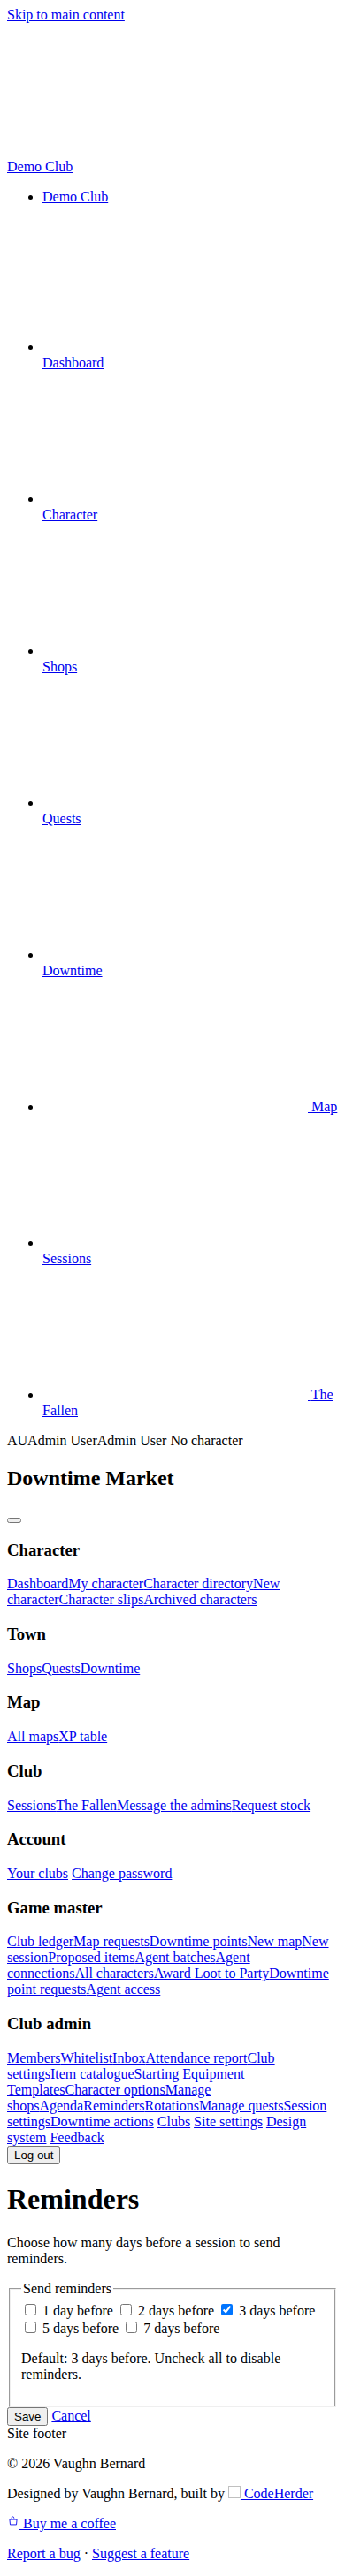 Skip to main content
Demo Club
Demo Club
Dashboard
Character
Shops
Quests
Downtime
Map
Sessions
The
Fallen
AUAdmin UserAdmin User No character
Downtime Market
Character
DashboardMy characterCharacter directoryNew
characterCharacter slipsArchived characters
Town
ShopsQuestsDowntime
Map
All mapsXP table
Club
SessionsThe FallenMessage the adminsRequest stock
Account
Your clubs Change password
Game master
Club ledgerMap requestsDowntime pointsNew mapNew
sessionProposed itemsAgent batchesAgent
connectionsAll charactersAward Loot to PartyDowntime
point requestsAgent access
Club admin
MembersWhitelistInboxAttendance reportClub
settingsItem catalogueStarting Equipment
TemplatesCharacter optionsManage
shopsAgendaRemindersRotationsManage questsSession
settingsDowntime actions Clubs Site settings Design
system Feedback
Log out
Reminders
Choose how many days before a session to send
reminders.
Send reminders
1 day before 2 days before 3 days before
5 days before 7 days before
Default: 3 days before. Uncheck all to disable
reminders.
Save Cancel
Site footer
© 2026 Vaughn Bernard
Designed by Vaughn Bernard, built by CodeHerder
Buy me a coffee
Report a bug · Suggest a feature